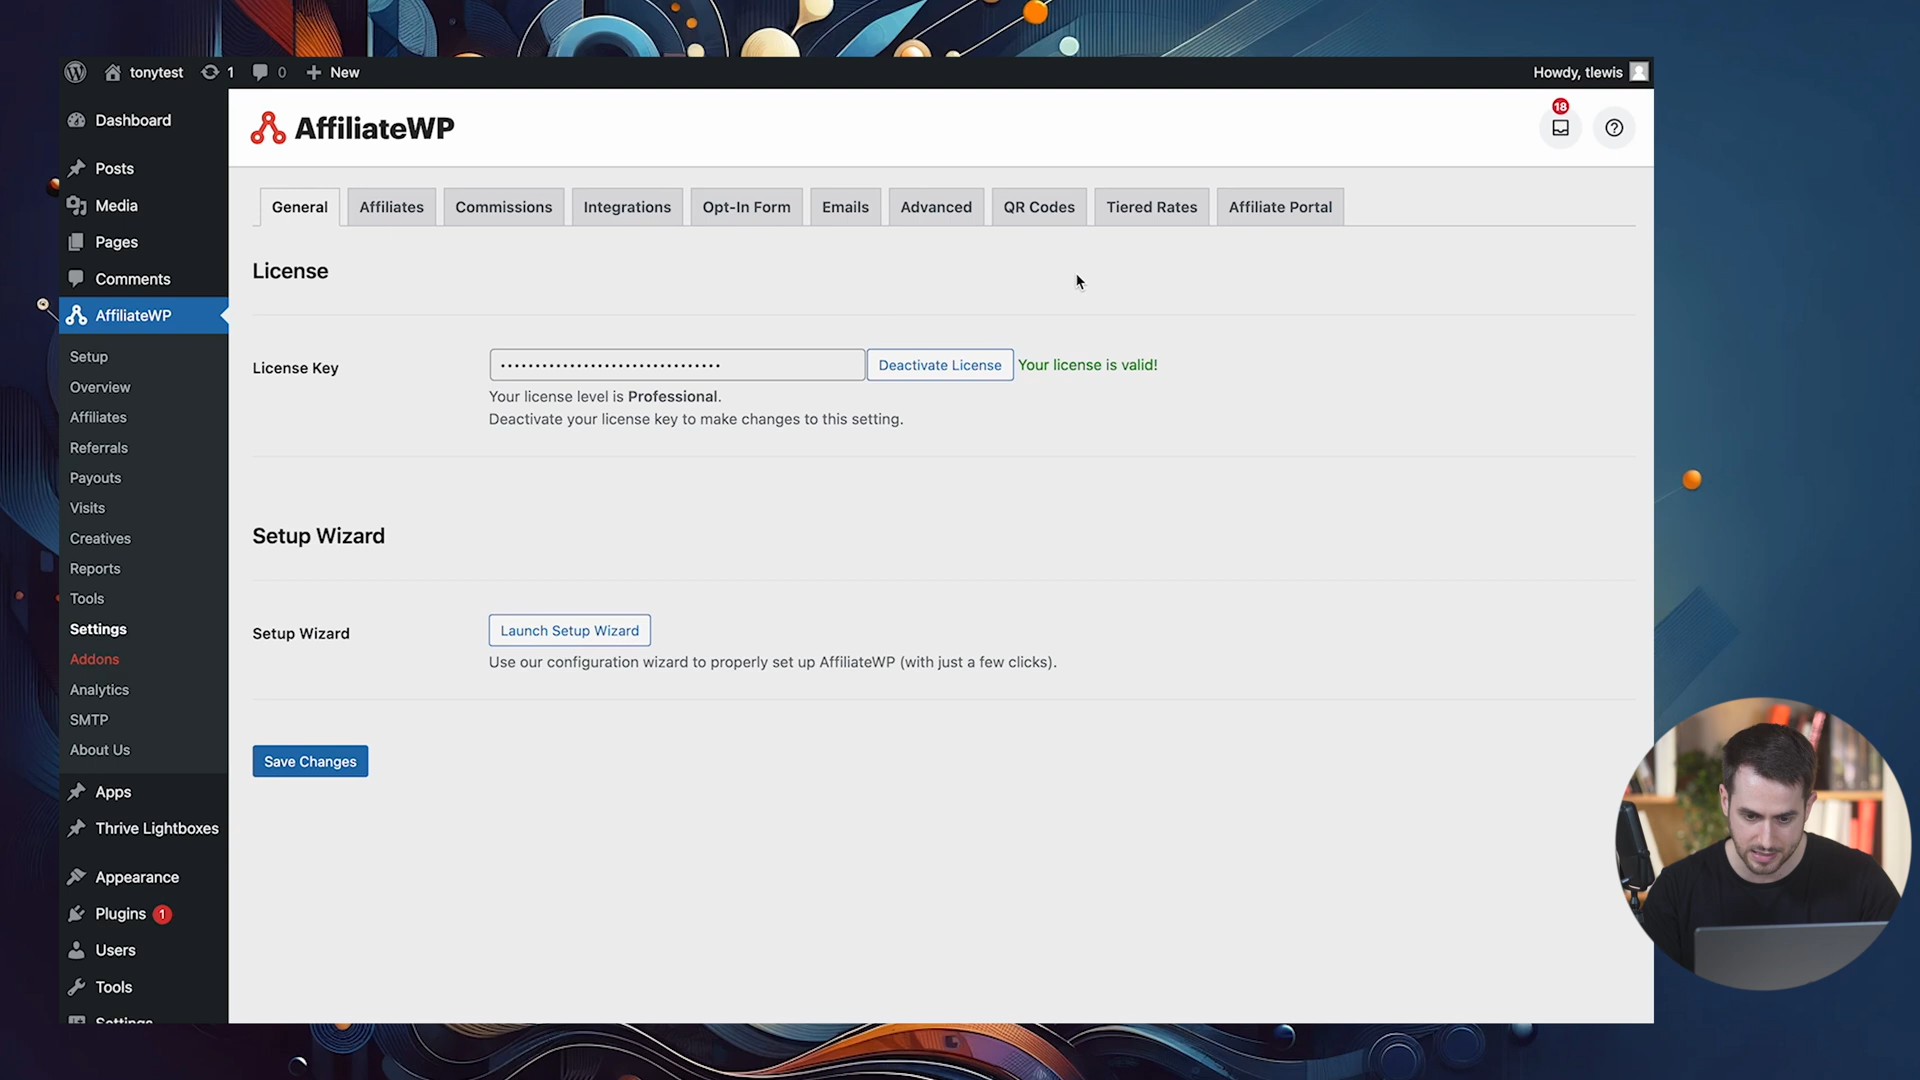 tonytest 1 0 New Howdy, tlewis
18
AffiliateWP
Dashboard
Posts
Media
Pages
Comments
AffiliateWP
Setup
Overview
Affiliates
Referrals
Payouts
Visits
Creatives
Reports
Tools
Settings
Addons
Analytics
SMTP
About Us
Apps
Thrive Lightboxes
Appearance
Plugins 1
Users
Tools
Settings
General Affiliates Commissions Integrations Opt-In Form Emails Advanced QR Codes Tiered Rates Affiliate Portal
License
License Key Deactivate License Your license is valid!
Your license level is Professional.
Deactivate your license key to make changes to this setting.
Setup Wizard
Setup Wizard Launch Setup Wizard
Use our configuration wizard to properly set up AffiliateWP (with just a few clicks).
Save Changes